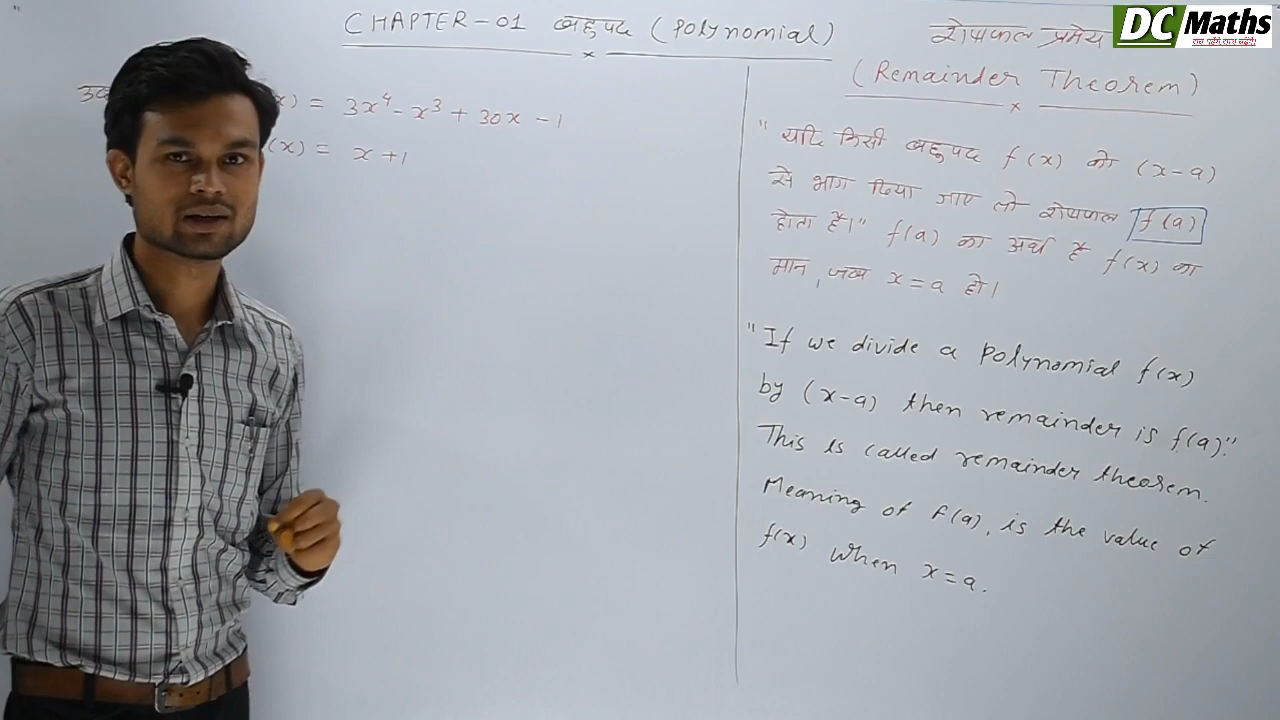 CHAPTER-01 बहुपद (Polynomial)
x) = 3x⁴ - x³ + 30x - 1
(x) = x + 1
DC Maths
शेषफल प्रमेय
(Remainder Theorem)
"यदि किसी बहुपद f(x) को (x-a)
से भाग दिया जाए तो शेषफल f(a)
होता है।" f(a) का अर्थ है f(x) का
मान, जब x=a हो।
"If we divide a polynomial f(x)
by (x-a) then remainder is f(a)."
This is called remainder theorem.
Meaning of f(a), is the value of
f(x) when x=a.